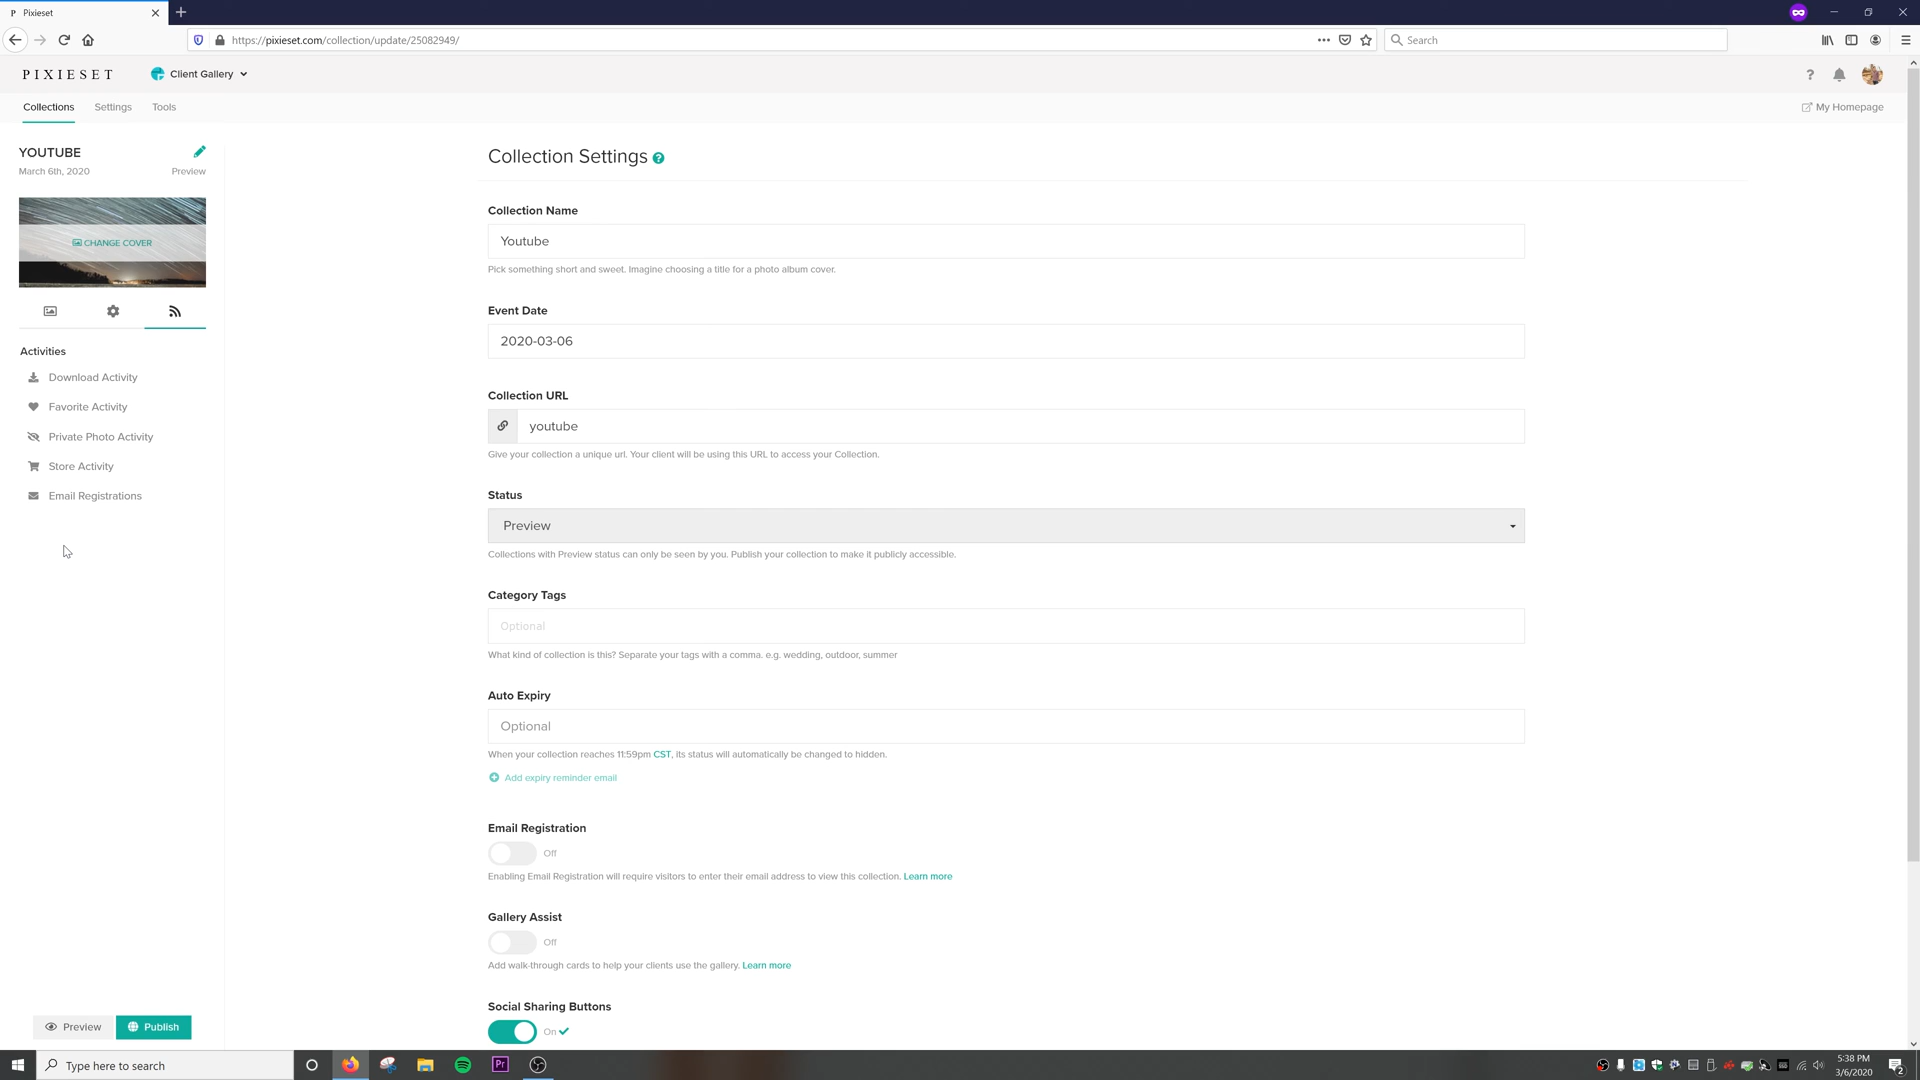 P Pixieset
https://pixieset.com/collection/update/25082949/
Search
PIXIESET
Client Gallery
Collections
Settings
Tools
My Homepage
YOUTUBE
March 6th, 2020
Preview
CHANGE COVER
Activities
Download Activity
Favorite Activity
Private Photo Activity
Store Activity
Email Registrations
Preview
Publish
Collection Settings ?
Collection Name
Youtube
Pick something short and sweet. Imagine choosing a title for a photo album cover.
Event Date
2020-03-06
Collection URL
youtube
Give your collection a unique url. Your client will be using this URL to access your Collection.
Status
Preview
Collections with Preview status can only be seen by you. Publish your collection to make it publicly accessible.
Category Tags
Optional
What kind of collection is this? Separate your tags with a comma. e.g. wedding, outdoor, summer
Auto Expiry
Optional
When your collection reaches 11:59pm CST, its status will automatically be changed to hidden.
Add expiry reminder email
Email Registration
Off
Enabling Email Registration will require visitors to enter their email address to view this collection. Learn more
Gallery Assist
Off
Add walk-through cards to help your clients use the gallery. Learn more
Social Sharing Buttons
On
Type here to search
Pr
5:38 PM
3/6/2020
2